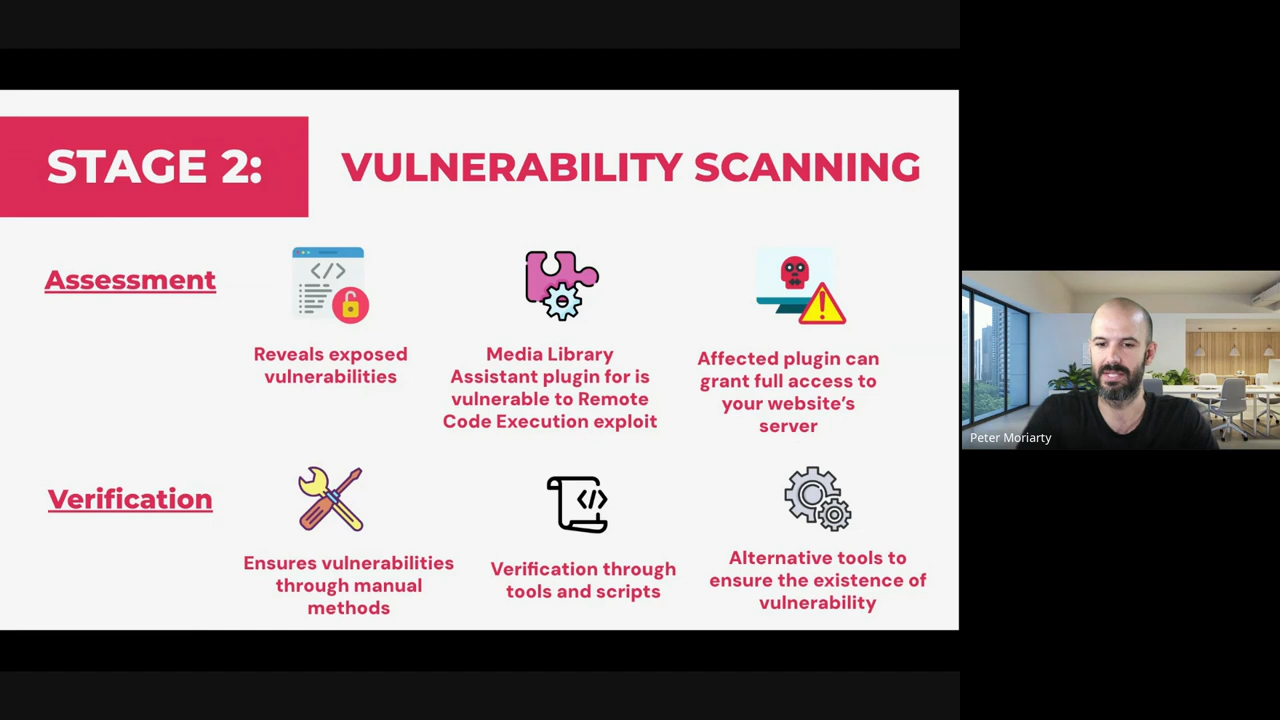 STAGE 2:
VULNERABILITY SCANNING
Assessment
Reveals exposed
vulnerabilities
Media Library
Assistant plugin for is
vulnerable to Remote
Code Execution exploit
Affected plugin can
grant full access to
your website's
server
Verification
Ensures vulnerabilities
through manual
methods
Verification through
tools and scripts
Alternative tools to
ensure the existence of
vulnerability
Peter Moriarty